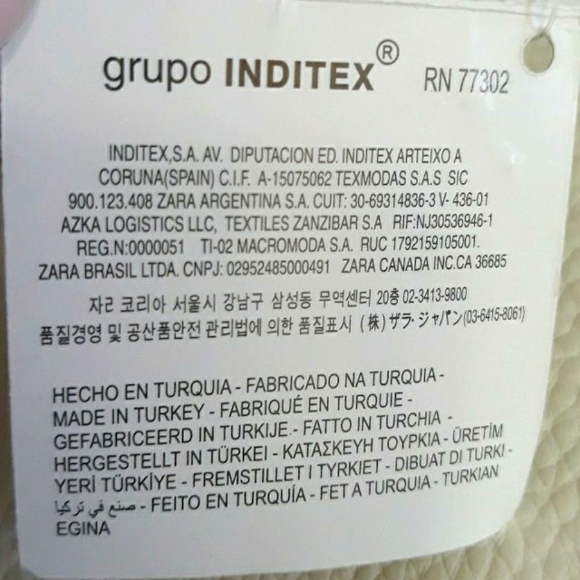 grupo INDITEX® RN 77302
INDITEX,S.A. AV. DIPUTACION ED. INDITEX ARTEIXO A
CORUNA(SPAIN) C.I.F. A-15075062 TEXMODAS S.A.S SIC
900.123.408 ZARA ARGENTINA S.A. CUIT: 30-69314836-3 V- 436-01
AZKA LOGISTICS LLC, TEXTILES ZANZIBAR S.A RIF:NJ30536946-1
REG.N:0000051 TI-02 MACROMODA S.A. RUC 1792159105001.
ZARA BRASIL LTDA. CNPJ: 02952485000491 ZARA CANADA INC.CA 36685
자라 코리아 서울시 강남구 삼성동 무역센터 20층 02-3413-9800
품질경영 및 공산품안전 관리법에 의한 품질표시 (株) ザラ・ジャパン(03-6415-8061)
HECHO EN TURQUIA - FABRICADO NA TURQUIA -
MADE IN TURKEY - FABRIQUÉ EN TURQUIE -
GEFABRICEERD IN TURKIJE - FATTO IN TURCHIA -
HERGESTELLT IN TÜRKEI - ΚΑΤΑΣΚΕΥΗ ΤΟΥΡΚΙΑ - ÜRETİM
YERİ TÜRKİYE - FREMSTILLET I TYRKIET - DIBUAT DI TURKI -
صنع في تركيا - FEITO EN TURQUÍA - FET A TURQUIA - TURKIAN
EGINA